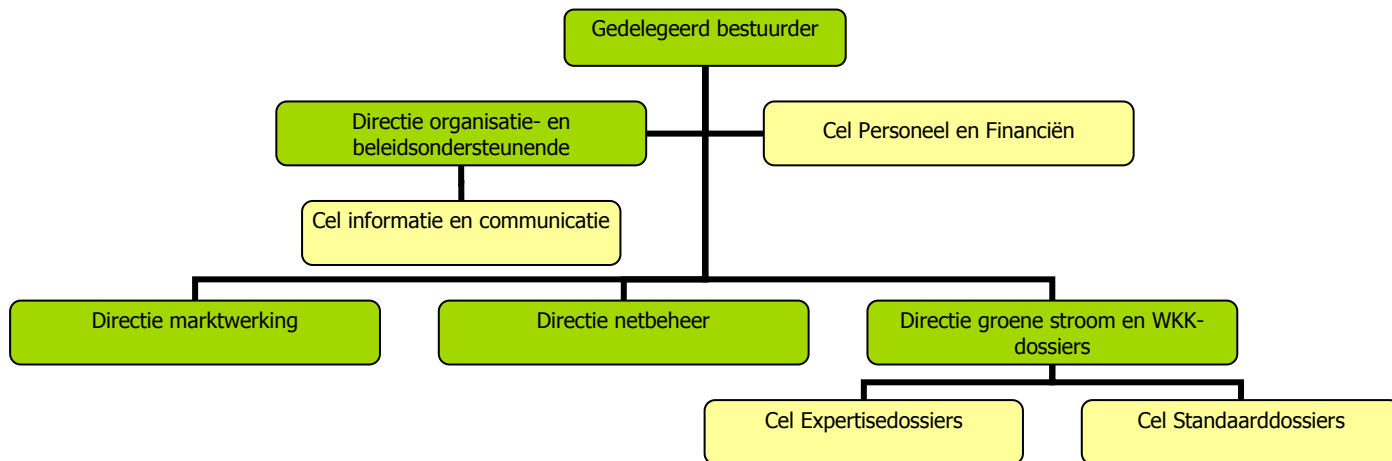 Gedelegeerd bestuurder
Directie organisatie- en
beleidsondersteunende
Cel Personeel en Financiën
Cel informatie en communicatie
Directie marktwerking
Directie netbeheer
Directie groene stroom en WKK-
dossiers
Cel Expertisedossiers
Cel Standaarddossiers